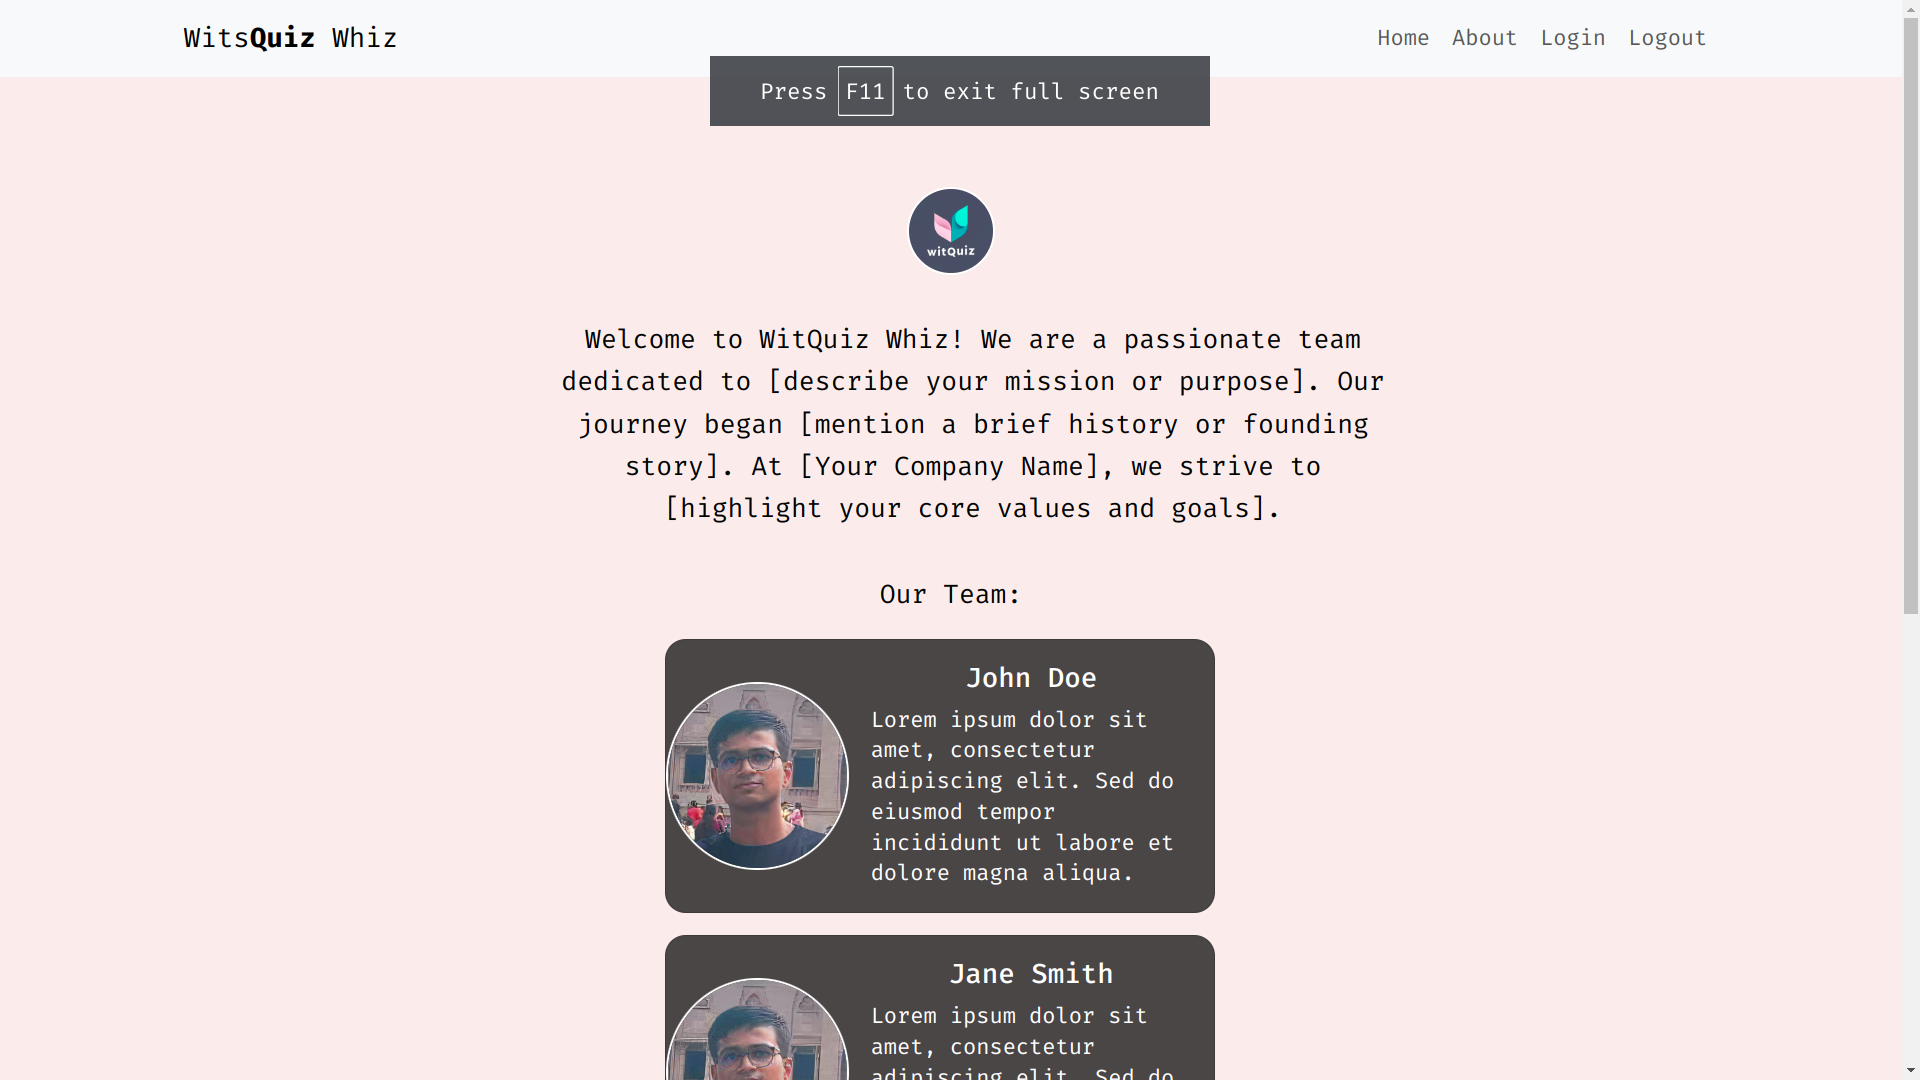 WitsQuiz Whiz
Home About Login Logout
Press F11 to exit full screen
witQuiz
Welcome to WitQuiz Whiz! We are a passionate team
dedicated to [describe your mission or purpose]. Our
journey began [mention a brief history or founding
story]. At [Your Company Name], we strive to
[highlight your core values and goals].
Our Team:
John Doe
Lorem ipsum dolor sit
amet, consectetur
adipiscing elit. Sed do
eiusmod tempor
incididunt ut labore et
dolore magna aliqua.
Jane Smith
Lorem ipsum dolor sit
amet, consectetur
adipiscing elit. Sed do